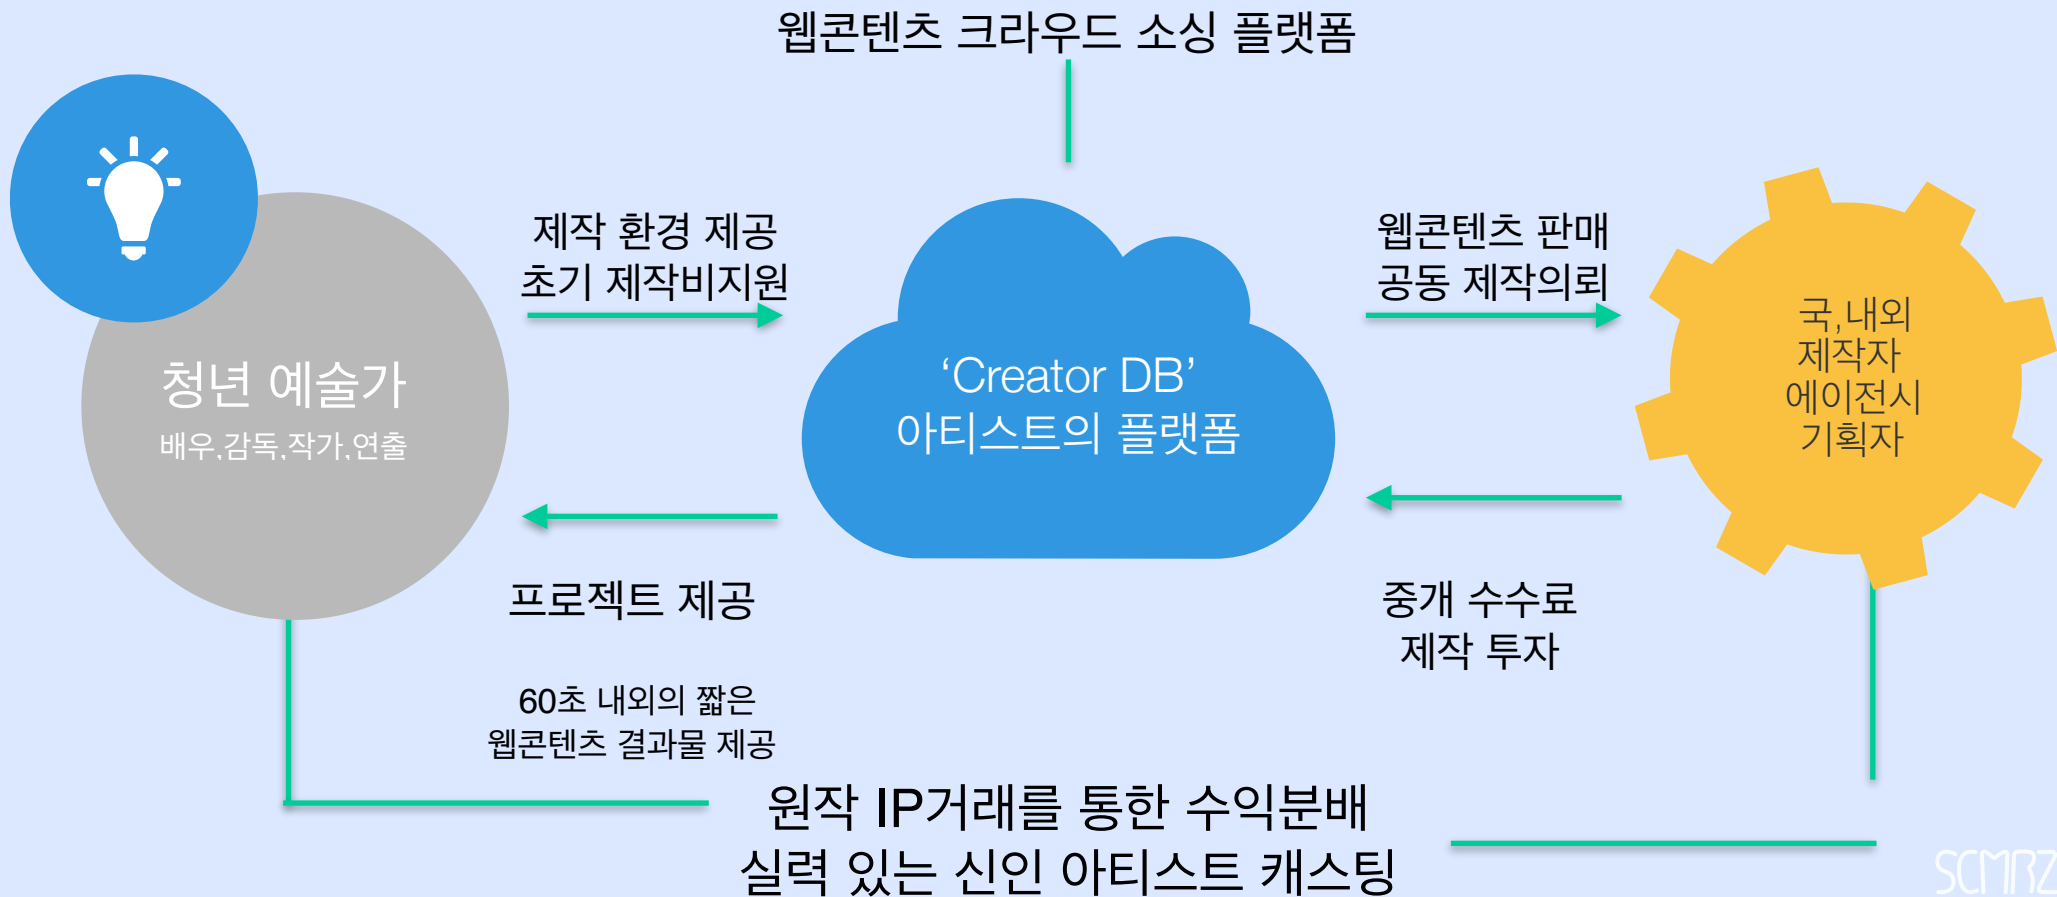 웹콘텐츠 크라우드 소싱 플랫폼
제작 환경 제공
초기 제작비지원
웹콘텐츠 판매
공동 제작의뢰
청년 예술가
배우,감독,작가,연출
‘Creator DB’
아티스트의 플랫폼
국,내외
제작자
에이전시
기획자
프로젝트 제공
60초 내외의 짧은
웹콘텐츠 결과물 제공
중개 수수료
제작 투자
원작 IP거래를 통한 수익분배
실력 있는 신인 아티스트 캐스팅
SCMRZ